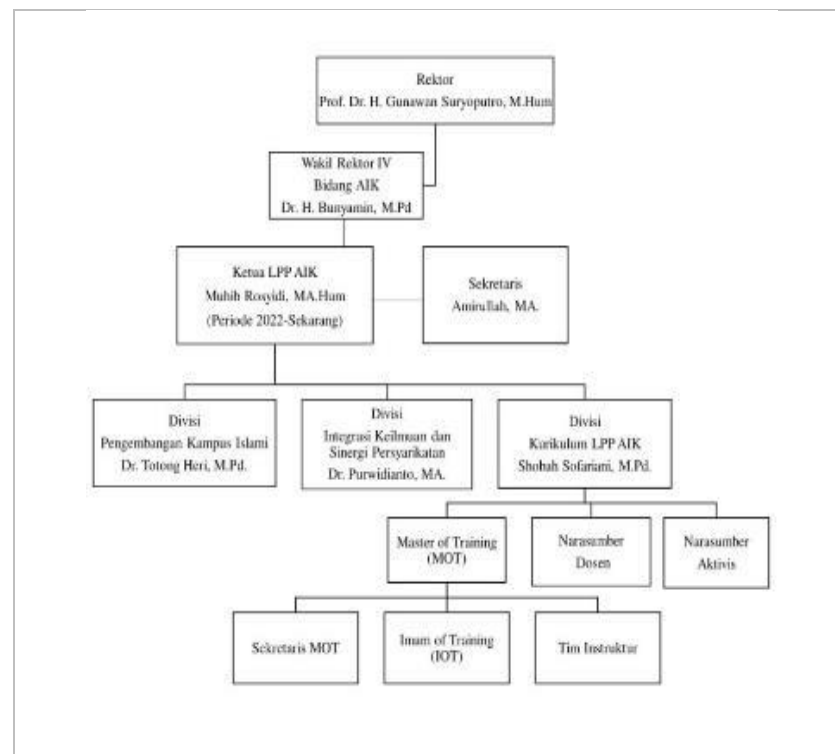 Rektor
Prof. Dr. H. Gunawan Suryoputro, M.Hum
Wakil Rektor IV
Bidang AIK
Dr. H. Bunyamin, M.Pd
Ketua LPP AIK
Muhib Rosyidi, MA.Hum
(Periode 2022-Sekarang)
Sekretaris
Amirullah, MA.
Divisi
Pengembangan Kampus Islami
Dr. Totong Heri, M.Pd.
Divisi
Integrasi Keilmuan dan
Sinergi Persyarikatan
Dr. Purwidianto, MA.
Divisi
Kurikulum LPP AIK
Shobah Sofariani, M.Pd.
Master of Training
(MOT)
Narasumber
Dosen
Narasumber
Aktivis
Sekretaris MOT
Imam of Training
(IOT)
Tim Instruktur